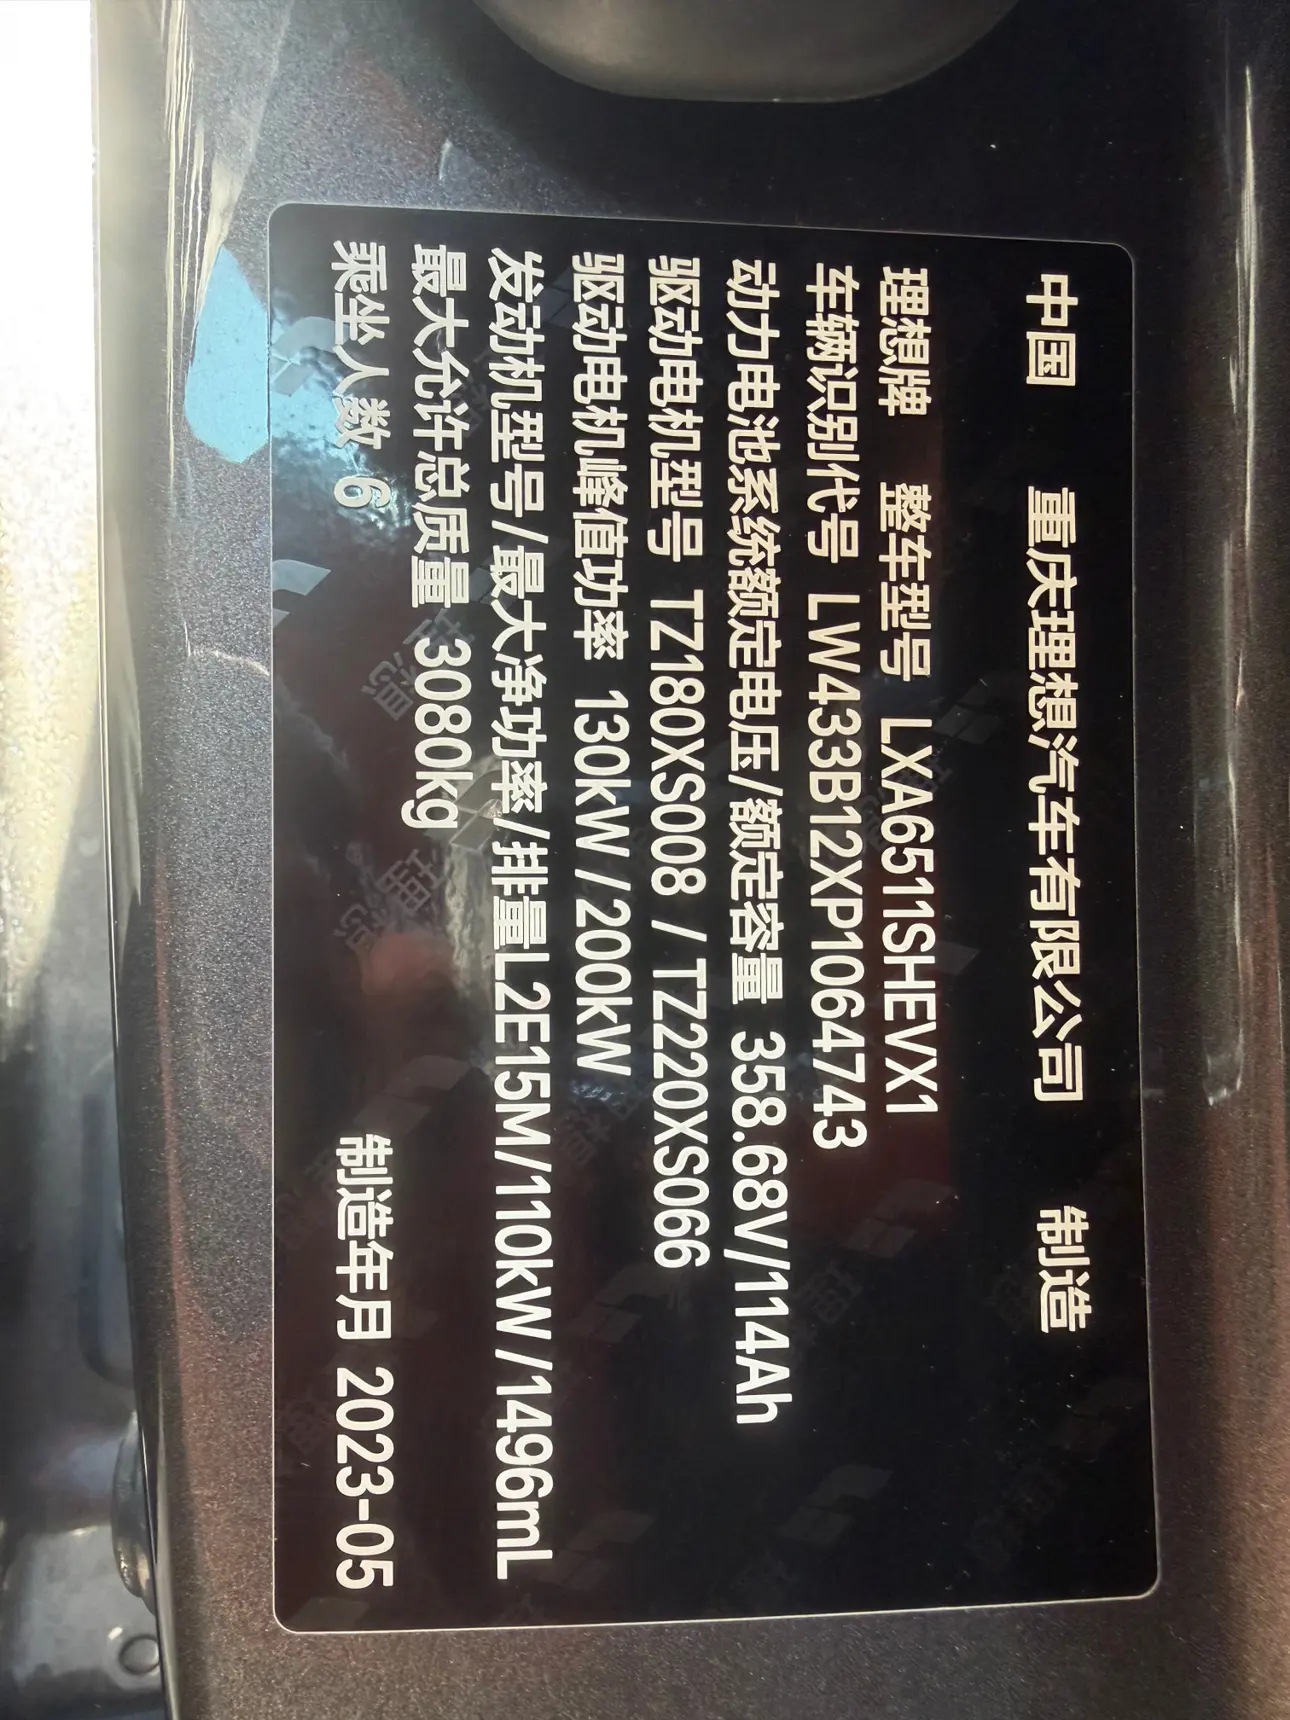 中国 重庆理想汽车有限公司 制造
理想牌 整车型号 LXA6511SHEVX1
车辆识别代号 LW433B12XP1064743
动力电池系统额定电压/额定容量 358.68V/114Ah
驱动电机型号 TZ180XS008 / TZ220XS066
驱动电机峰值功率 130kW/200kW
发动机型号/最大净功率/排量L2E15M/110kW/1496mL
最大允许总质量 3080kg
乘坐人数 6 制造年月 2023-05